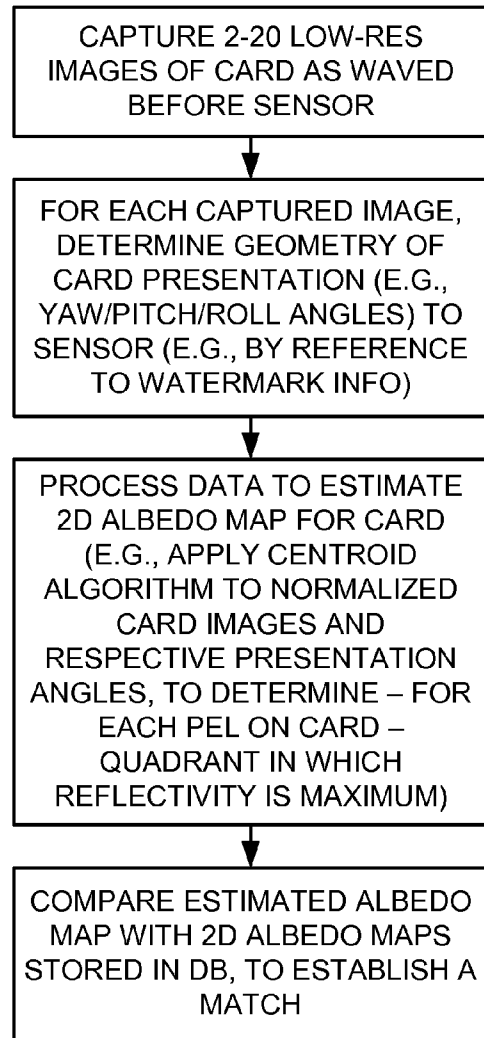 CAPTURE 2-20 LOW-RES
IMAGES OF CARD AS WAVED
BEFORE SENSOR
FOR EACH CAPTURED IMAGE,
DETERMINE GEOMETRY OF
CARD PRESENTATION (E.G.,
YAW/PITCH/ROLL ANGLES) TO
SENSOR (E.G., BY REFERENCE
TO WATERMARK INFO)
PROCESS DATA TO ESTIMATE
2D ALBEDO MAP FOR CARD
(E.G., APPLY CENTROID
ALGORITHM TO NORMALIZED
CARD IMAGES AND
RESPECTIVE PRESENTATION
ANGLES, TO DETERMINE – FOR
EACH PEL ON CARD –
QUADRANT IN WHICH
REFLECTIVITY IS MAXIMUM)
COMPARE ESTIMATED ALBEDO
MAP WITH 2D ALBEDO MAPS
STORED IN DB, TO ESTABLISH A
MATCH